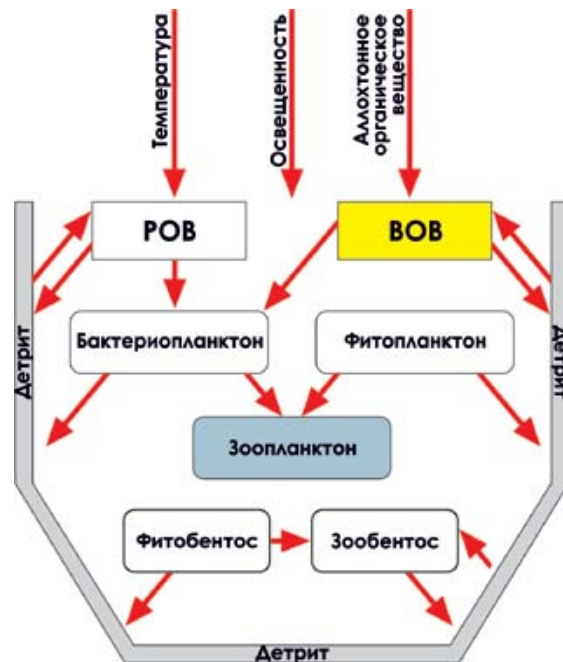 Температура
Освещенность
Аллохтонное
органическое
вещество
РОВ
ВОВ
Бактериопланктон
Фитопланктон
Детрит
Детрит
Зоопланктон
Фитобентос
Зообентос
Детрит